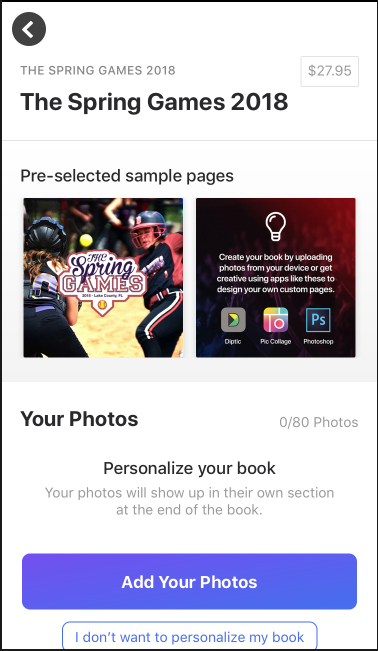 THE SPRING GAMES 2018
$27.95
The Spring Games 2018
Pre-selected sample pages
THE
Spring
GAMES
2018 • Lake County, FL
Create your book by uploading
photos from your device or get
creative using apps like these to
design your own custom pages.
Ps
Diptic
Pic Collage
Photoshop
Your Photos
0/80 Photos
Personalize your book
Your photos will show up in their own section
at the end of the book.
Add Your Photos
I don’t want to personalize my book